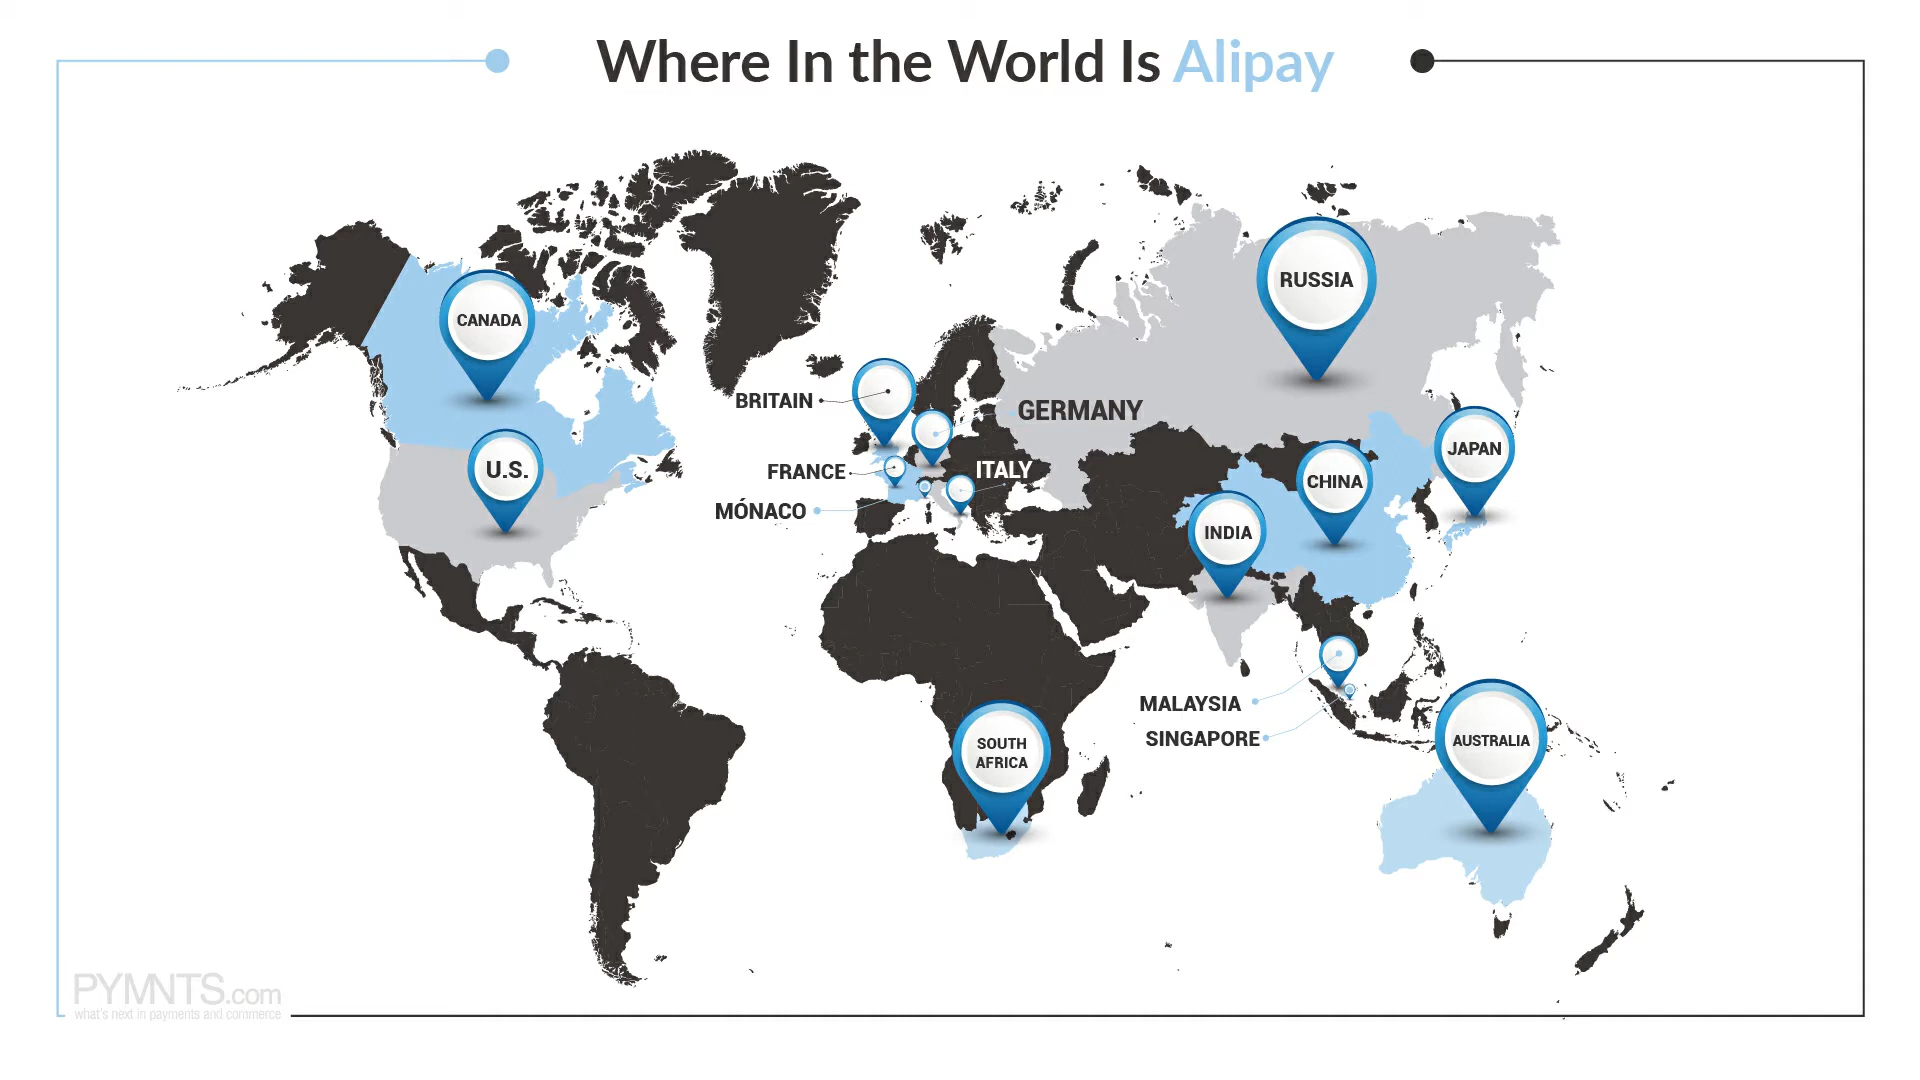 Where In the World Is Alipay
RUSSIA
CANADA
BRITAIN
GERMANY
U.S.
FRANCE
ITALY
JAPAN
CHINA
MÓNACO
INDIA
MALAYSIA
SINGAPORE
SOUTH
AFRICA
AUSTRALIA
PYMNTS.com
what's next in payments and commerce